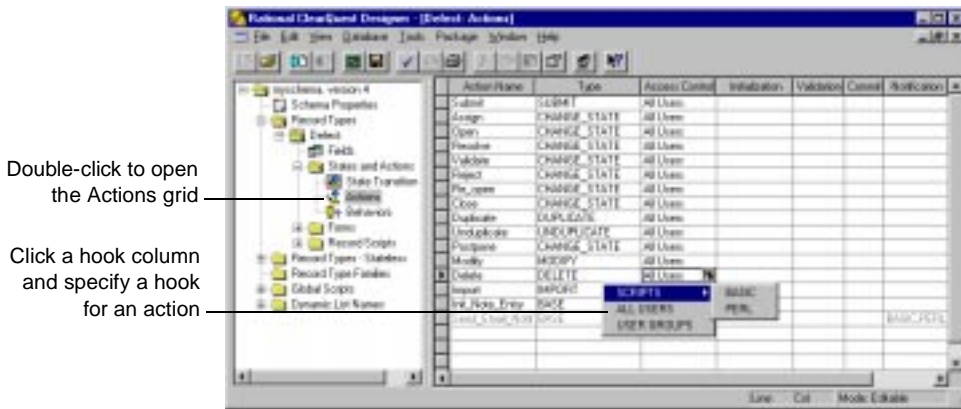 Rational ClearQuest Designer - [Defect- Actions]
File Edit View Database Tools Package Window Help
myschema, version 4
Schema Properties
Record Types
Defect
Fields
States and Actions
State Transition
Actions
Behaviors
Forms
Record Scripts
Record Types - Stateless
Record Type Families
Global Scripts
Dynamic List Names
Action Name Type Access Control Initialization Validation Commit Notification
Submit SUBMIT All Users
Assign CHANGE_STATE All Users
Open CHANGE_STATE All Users
Resolve CHANGE_STATE All Users
Validate CHANGE_STATE All Users
Reject CHANGE_STATE All Users
Re_open CHANGE_STATE All Users
Close CHANGE_STATE All Users
Duplicate DUPLICATE All Users
Unduplicate UNDUPLICATE All Users
Postpone CHANGE_STATE All Users
Modify MODIFY All Users
Delete DELETE All Users
Import IMPORT
Init_Note_Entry BASE
BASE BASIC,PERL
SCRIPTS BASIC
ALL USERS PERL
USER GROUPS
Line Col Mode: Editable
Double-click to open
the Actions grid
Click a hook column
and specify a hook
for an action